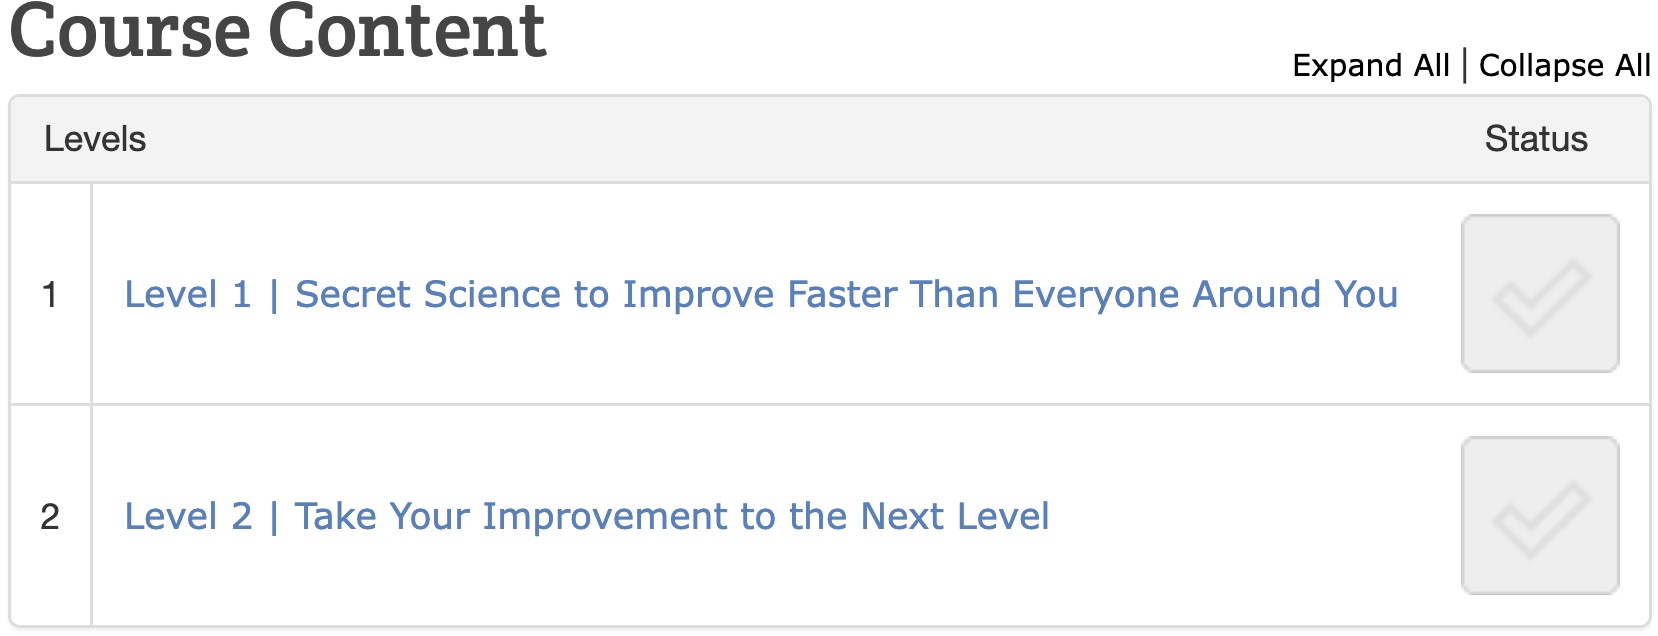 Course Content
Expand All | Collapse All
Levels Status
1 Level 1 | Secret Science to Improve Faster Than Everyone Around You
2 Level 2 | Take Your Improvement to the Next Level